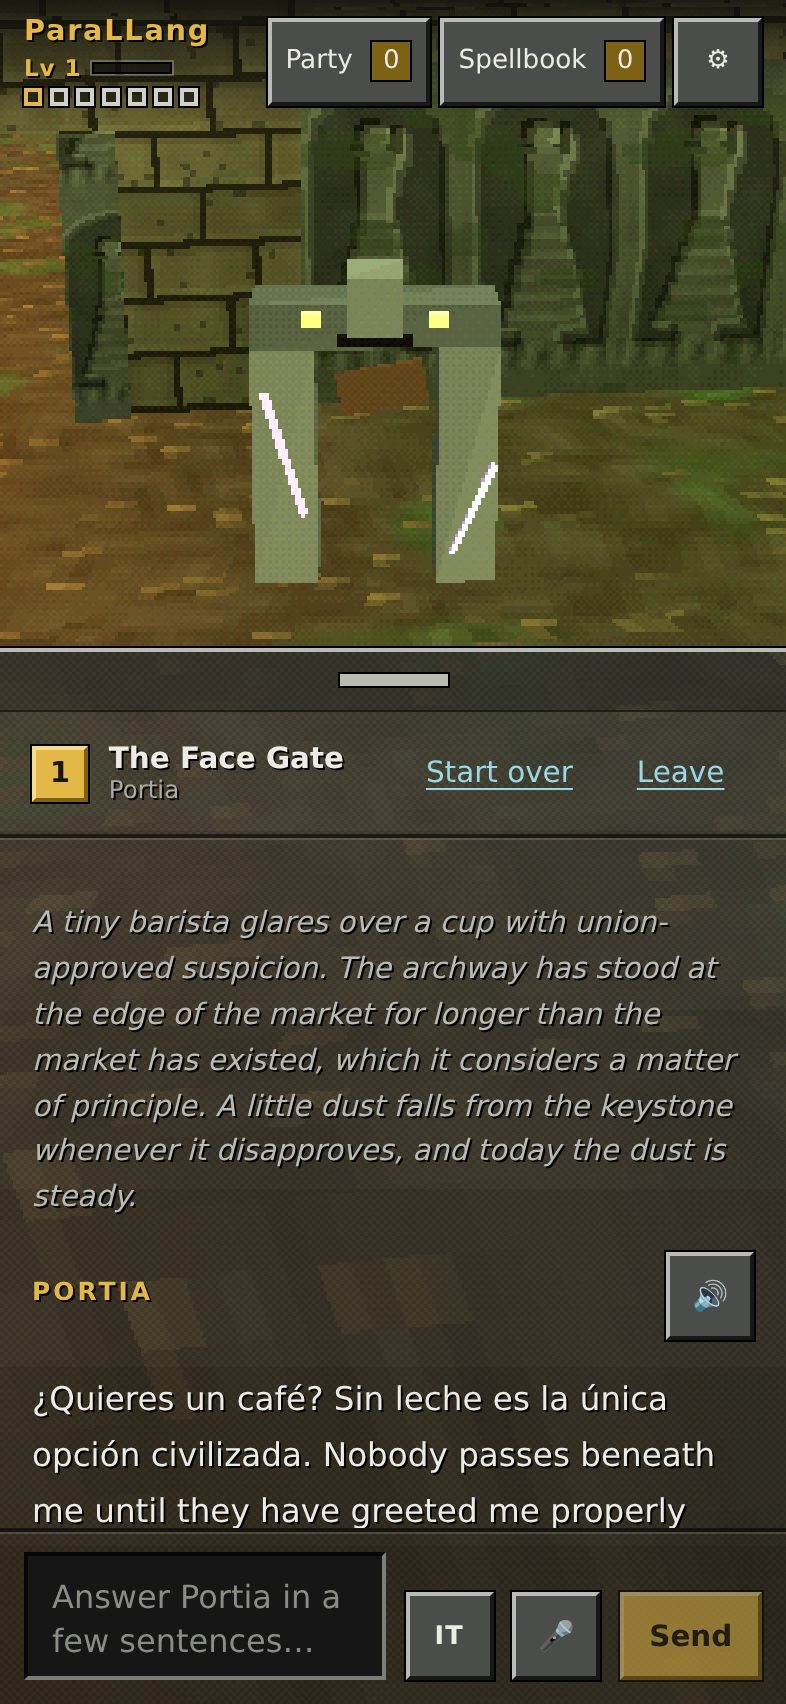 ParaLLang
Lv 1
Party 0
Spellbook 0
1
The Face Gate
Portia
Start over
Leave
A tiny barista glares over a cup with union-
approved suspicion. The archway has stood at
the edge of the market for longer than the
market has existed, which it considers a matter
of principle. A little dust falls from the keystone
whenever it disapproves, and today the dust is
steady.
PORTIA
¿Quieres un café? Sin leche es la única
opción civilizada. Nobody passes beneath
me until they have greeted me properly
Answer Portia in a
few sentences...
IT
Send